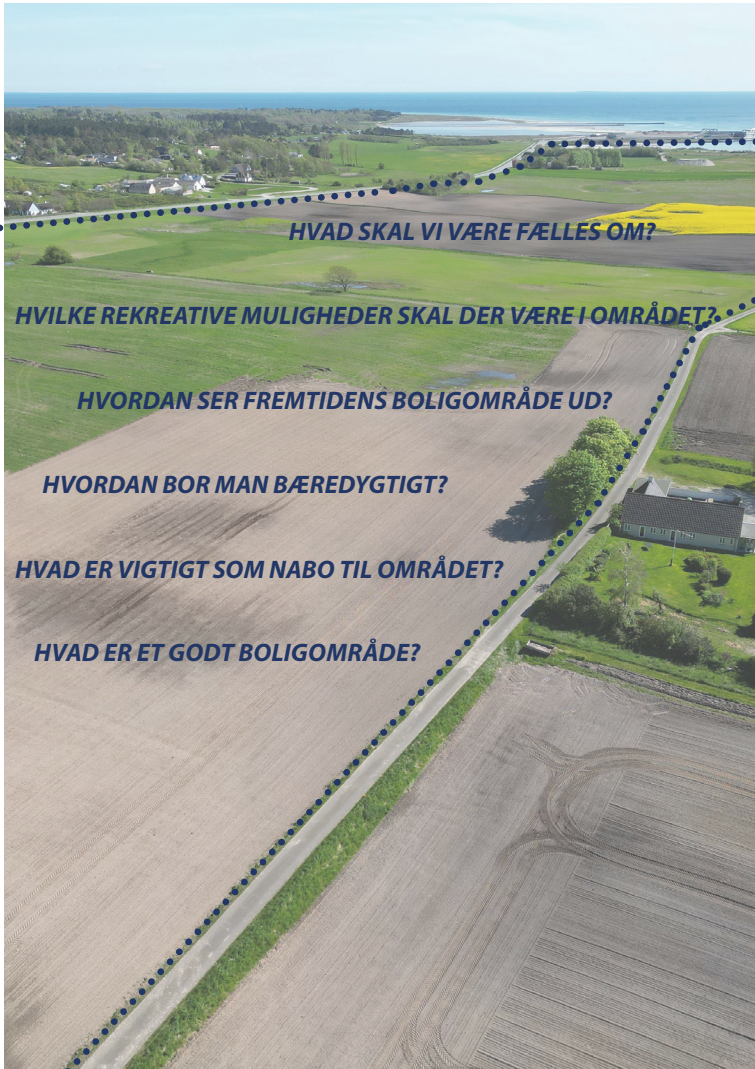 HVAD SKAL VI VÆRE FÆLLES OM?
HVILKE REKREATIVE MULIGHEDER SKAL DER VÆRE I OMRÅDET?
HVORDAN SER FREMTIDENS BOLIGOMRÅDE UD?
HVORDAN BOR MAN BÆREDYGTIGT?
HVAD ER VIGTIGT SOM NABO TIL OMRÅDET?
HVAD ER ET GODT BOLIGOMRÅDE?